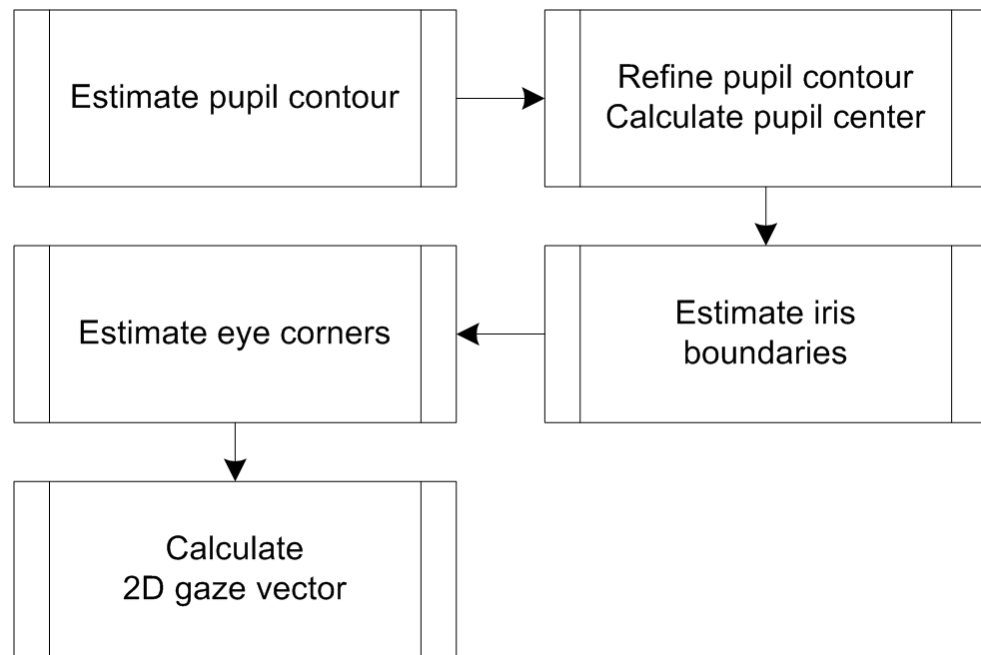 Estimate pupil contour
Refine pupil contour
Calculate pupil center
Estimate iris
boundaries
Estimate eye corners
Calculate
2D gaze vector